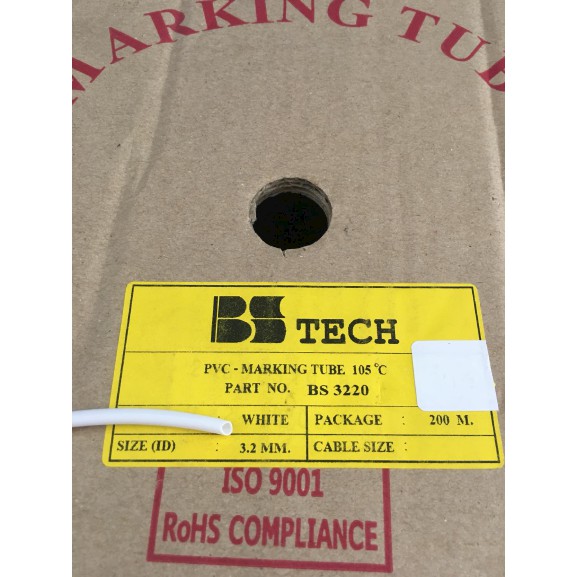 MARKING TUB
BS TECH
PVC - MARKING TUBE 105 °C
PART NO. BS 3220
: WHITE PACKAGE : 200 M.
SIZE (ID) : 3.2 MM. CABLE SIZE :
ISO 9001
RoHS COMPLIANCE